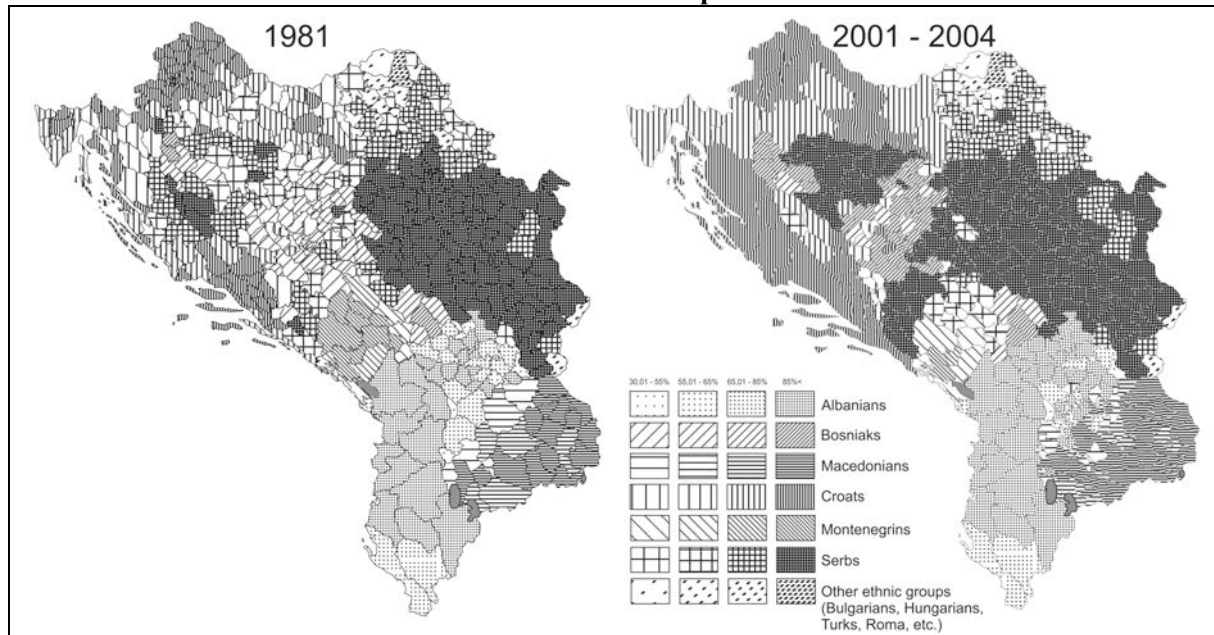 1981
2001 - 2004
30,01 - 55%
55,01 - 65%
65,01 - 85%
85%<
Albanians
Bosniaks
Macedonians
Croats
Montenegrins
Serbs
Other ethnic groups
(Bulgarians, Hungarians,
Turks, Roma, etc.)